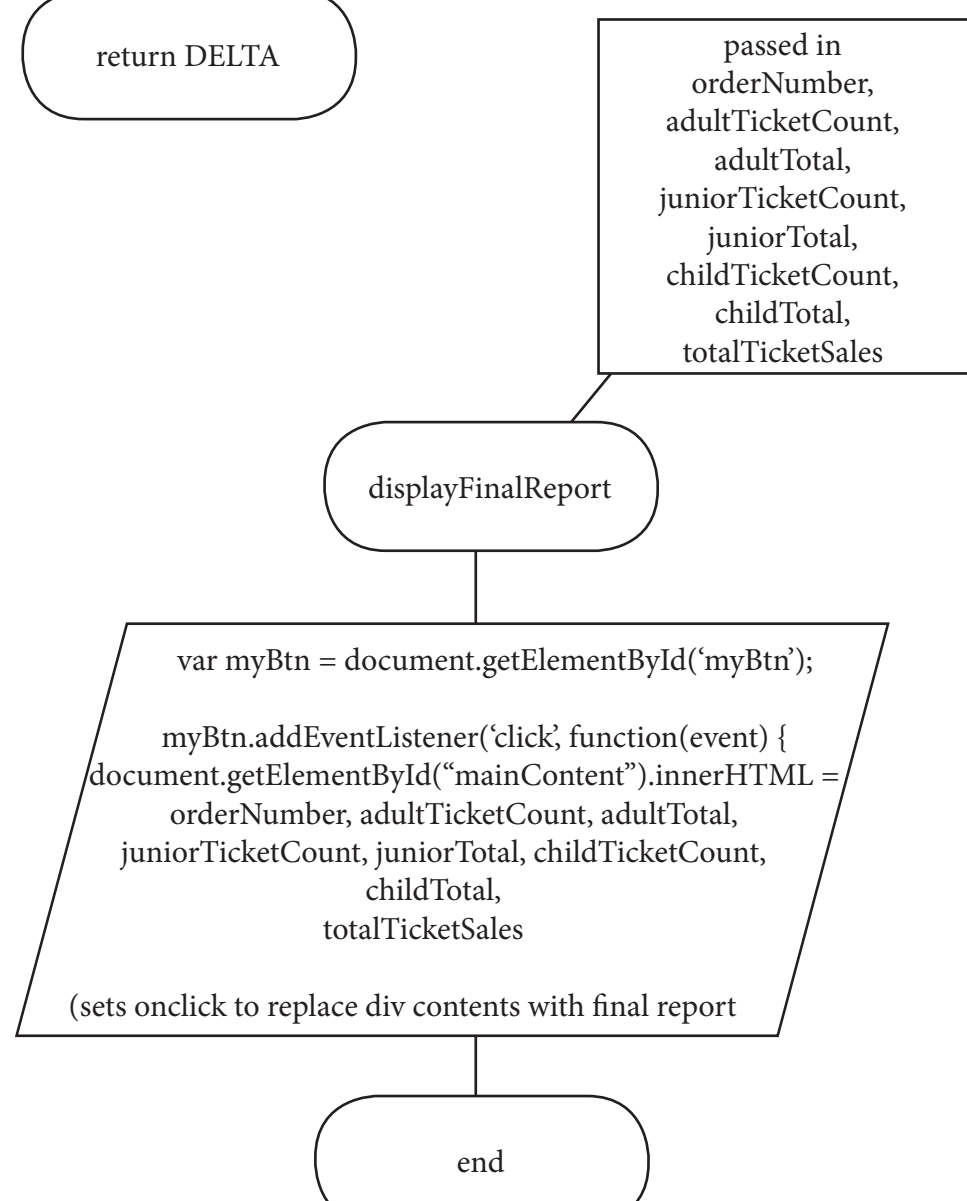 return DELTA
passed in
orderNumber,
adultTicketCount,
adultTotal,
juniorTicketCount,
juniorTotal,
childTicketCount,
childTotal,
totalTicketSales
displayFinalReport
var myBtn = document.getElementById(‘myBtn’);
myBtn.addEventListener(‘click’, function(event) {
document.getElementById(“mainContent”).innerHTML =
orderNumber, adultTicketCount, adultTotal,
juniorTicketCount, juniorTotal, childTicketCount,
childTotal,
totalTicketSales
(sets onclick to replace div contents with final report
end